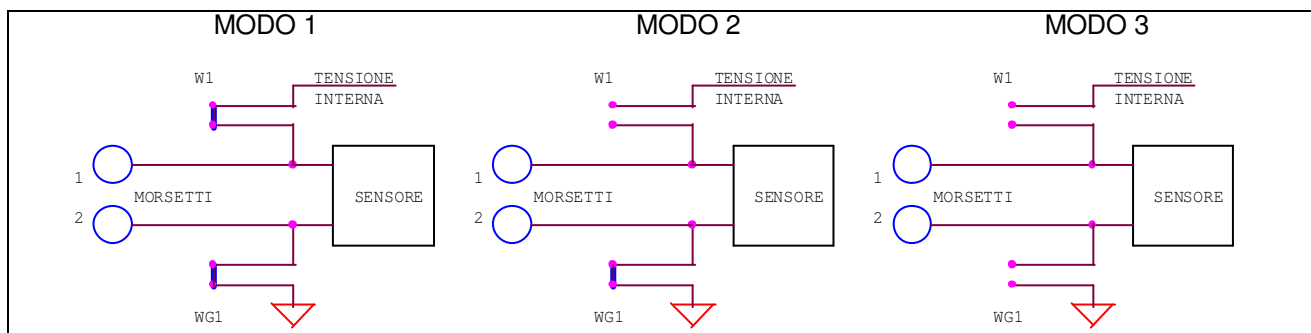 MODO 1
W1
TENSIONE
INTERNA
1
MORSETTI
SENSORE
2
WG1
MODO 2
W1
TENSIONE
INTERNA
1
MORSETTI
SENSORE
2
WG1
MODO 3
W1
TENSIONE
INTERNA
1
MORSETTI
SENSORE
2
WG1